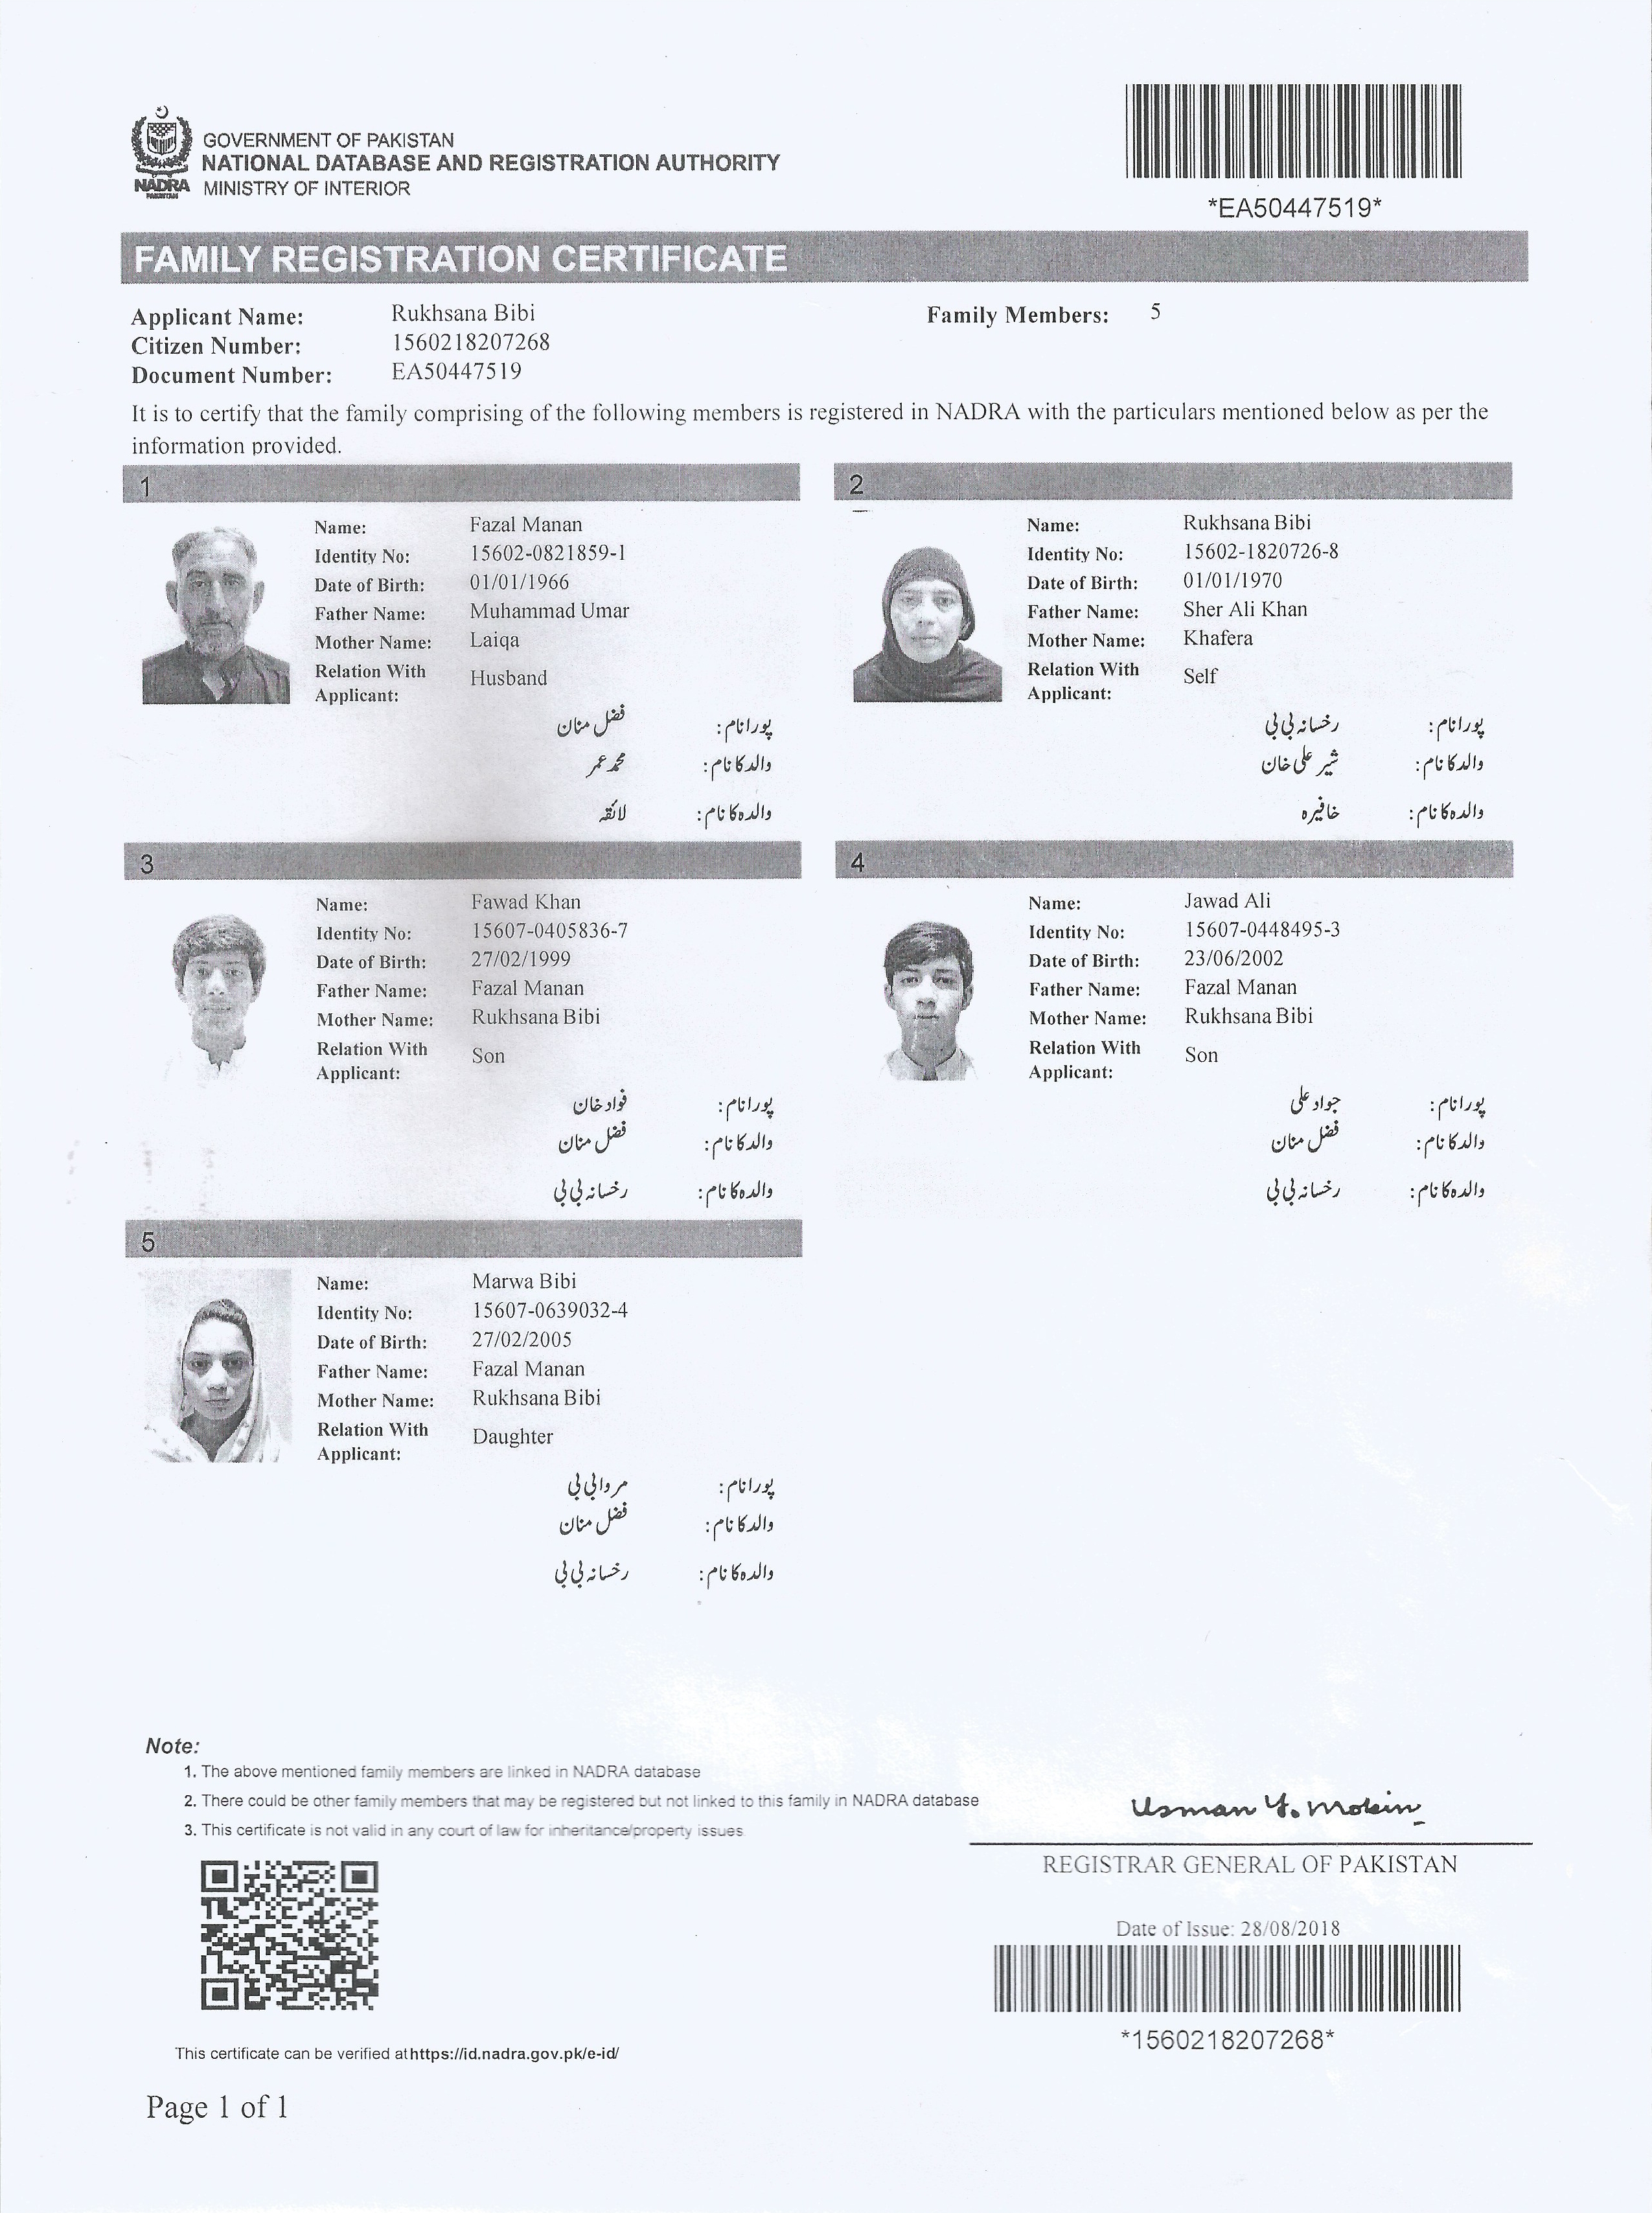 GOVERNMENT OF PAKISTAN
NATIONAL DATABASE AND REGISTRATION AUTHORITY
NADRA
PAKISTAN
MINISTRY OF INTERIOR
*EA50447519*
FAMILY REGISTRATION CERTIFICATE
Applicant Name: Rukhsana Bibi
Family Members: 5
Citizen Number: 1560218207268
Document Number: EA50447519
It is to certify that the family comprising of the following members is registered in NADRA with the particulars mentioned below as per the
information provided.
1
Name: Fazal Manan
Identity No: 15602-0821859-1
Date of Birth: 01/01/1966
Father Name: Muhammad Umar
Mother Name: Laiqa
Relation With
Applicant: Husband
پورا نام: فضل منان
والد کا نام: محمد عمر
والدہ کا نام: لائقہ
2
Name: Rukhsana Bibi
Identity No: 15602-1820726-8
Date of Birth: 01/01/1970
Father Name: Sher Ali Khan
Mother Name: Khafera
Relation With
Applicant: Self
پورا نام: رخسانہ بی بی
والد کا نام: شیر علی خان
والدہ کا نام: خافیرہ
3
Name: Fawad Khan
Identity No: 15607-0405836-7
Date of Birth: 27/02/1999
Father Name: Fazal Manan
Mother Name: Rukhsana Bibi
Relation With
Applicant: Son
پورا نام: فواد خان
والد کا نام: فضل منان
والدہ کا نام: رخسانہ بی بی
4
Name: Jawad Ali
Identity No: 15607-0448495-3
Date of Birth: 23/06/2002
Father Name: Fazal Manan
Mother Name: Rukhsana Bibi
Relation With
Applicant: Son
پورا نام: جواد علی
والد کا نام: فضل منان
والدہ کا نام: رخسانہ بی بی
5
Name: Marwa Bibi
Identity No: 15607-0639032-4
Date of Birth: 27/02/2005
Father Name: Fazal Manan
Mother Name: Rukhsana Bibi
Relation With
Applicant: Daughter
پورا نام: مروا بی بی
والد کا نام: فضل منان
والدہ کا نام: رخسانہ بی بی
Note:
1. The above mentioned family members are linked in NADRA database
2. There could be other family members that may be registered but not linked to this family in NADRA database
3. This certificate is not valid in any court of law for inheritance/property issues
Usman Y. Mobin
REGISTRAR GENERAL OF PAKISTAN
Date of Issue: 28/08/2018
*1560218207268*
This certificate can be verified at https://id.nadra.gov.pk/e-id/
Page 1 of 1